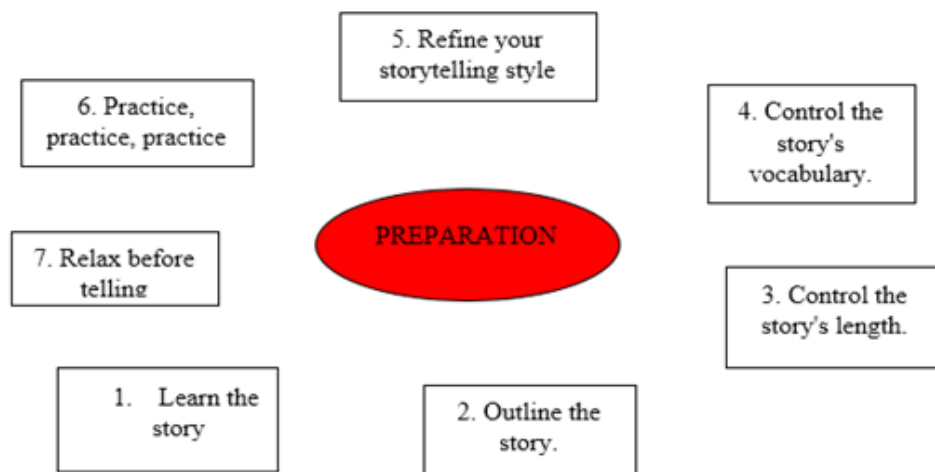 5. Refine your
storytelling style
6. Practice,
practice, practice
4. Control the
story's
vocabulary.
PREPARATION
7. Relax before
telling
3. Control the
story's length.
1. Learn the
story
2. Outline the
story.